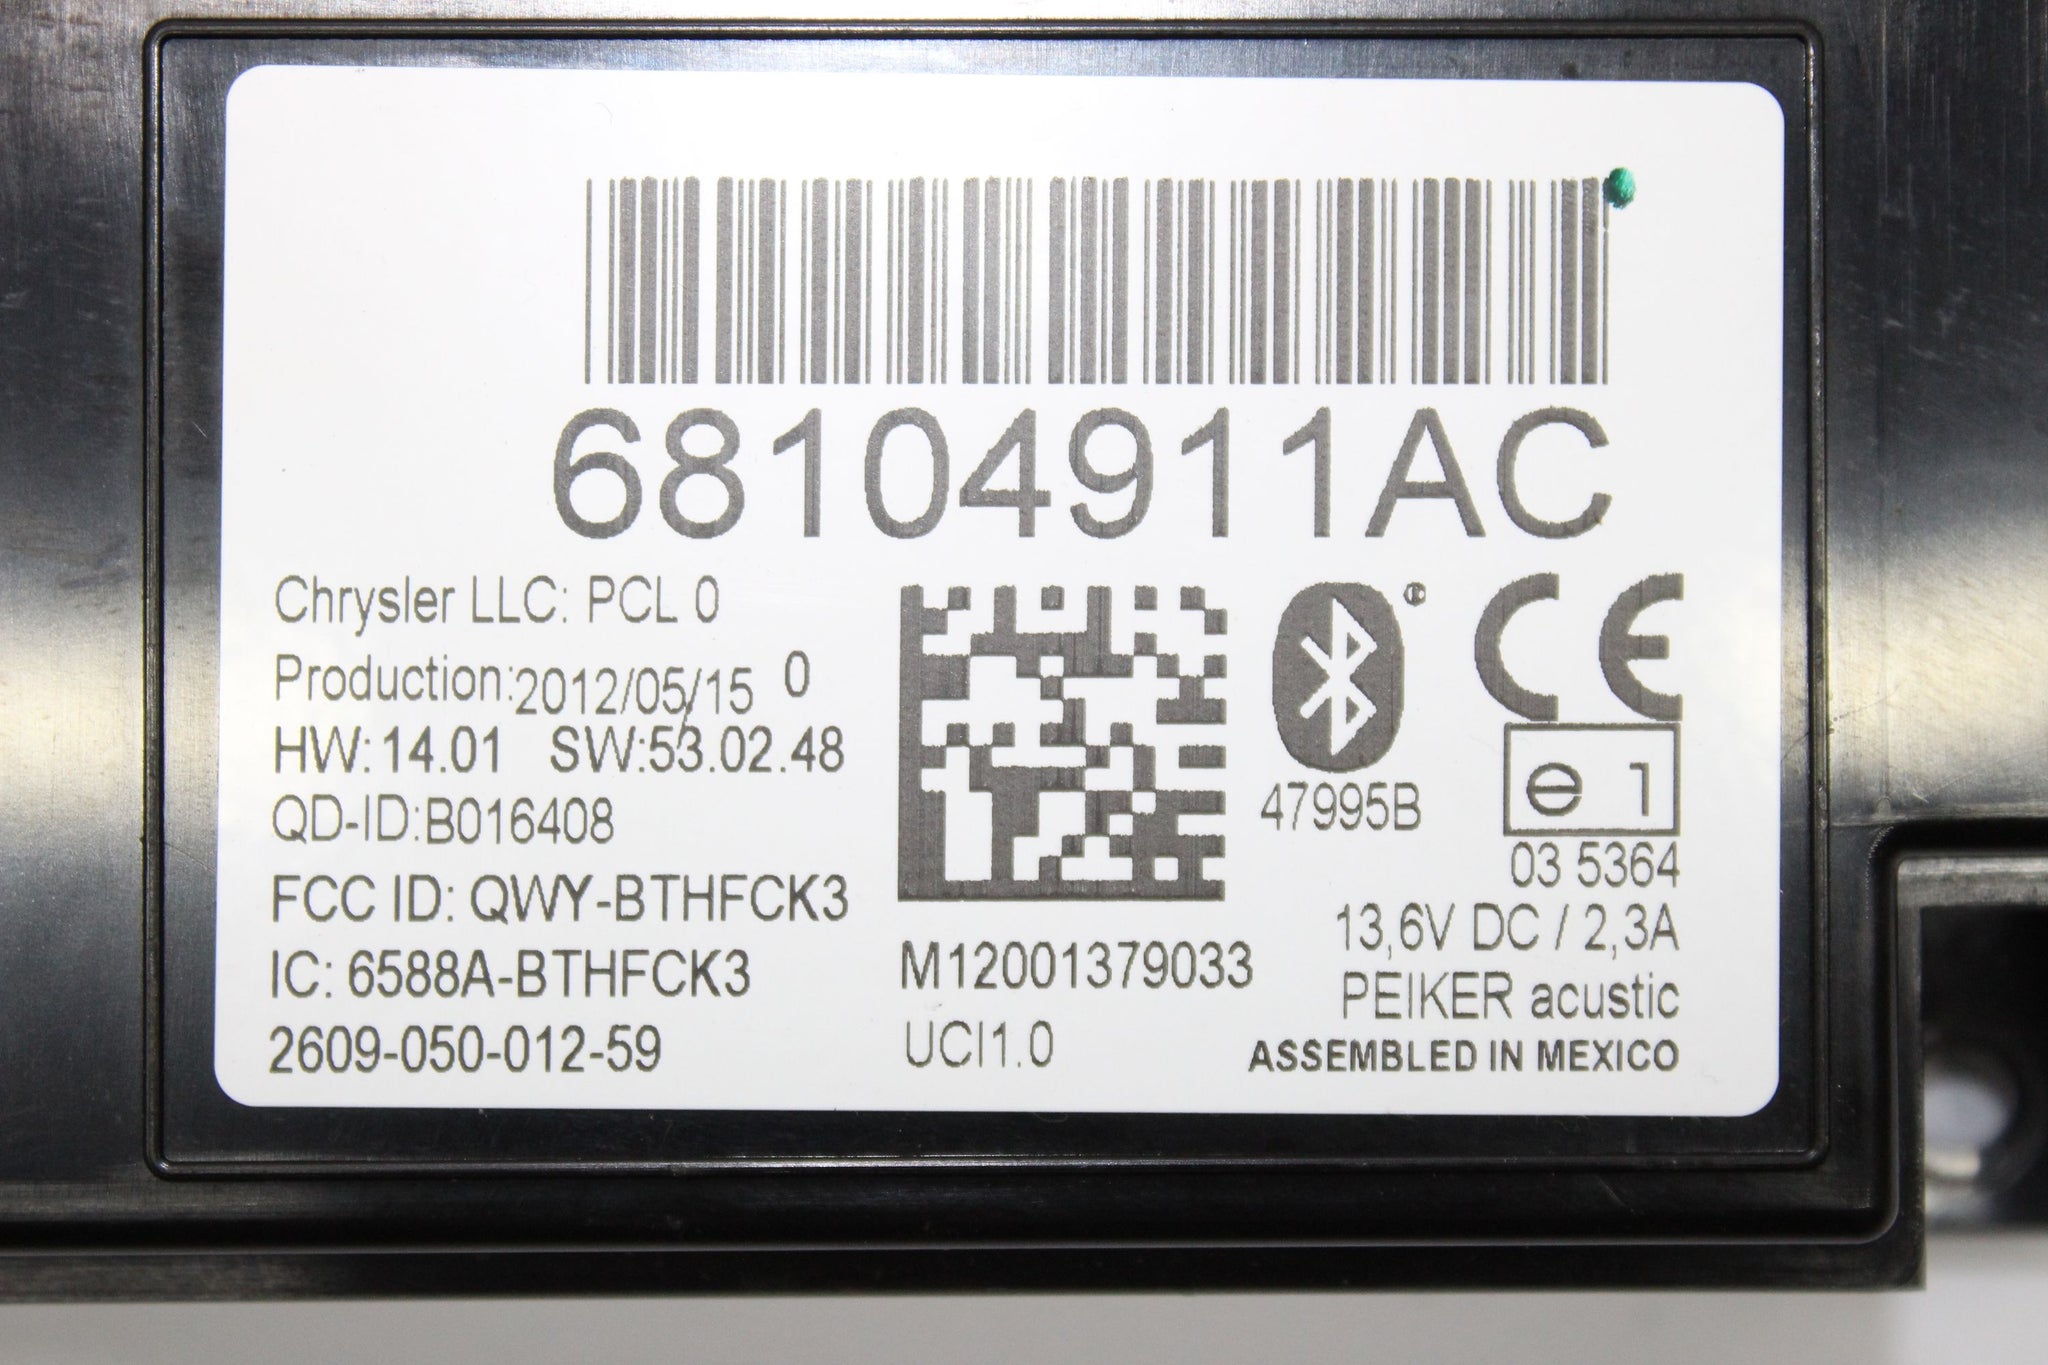 68104911AC
Chrysler LLC: PCL 0
Production:2012/05/15 0
HW:14.01 SW:53.02.48
QD-ID:B016408
FCC ID: QWY-BTHFCK3
IC: 6588A-BTHFCK3
2609-050-012-59
M12001379033
UCI1.0
®
47995B
CE
e 1
03 5364
13,6V DC / 2,3A
PEIKER acustic
ASSEMBLED IN MEXICO